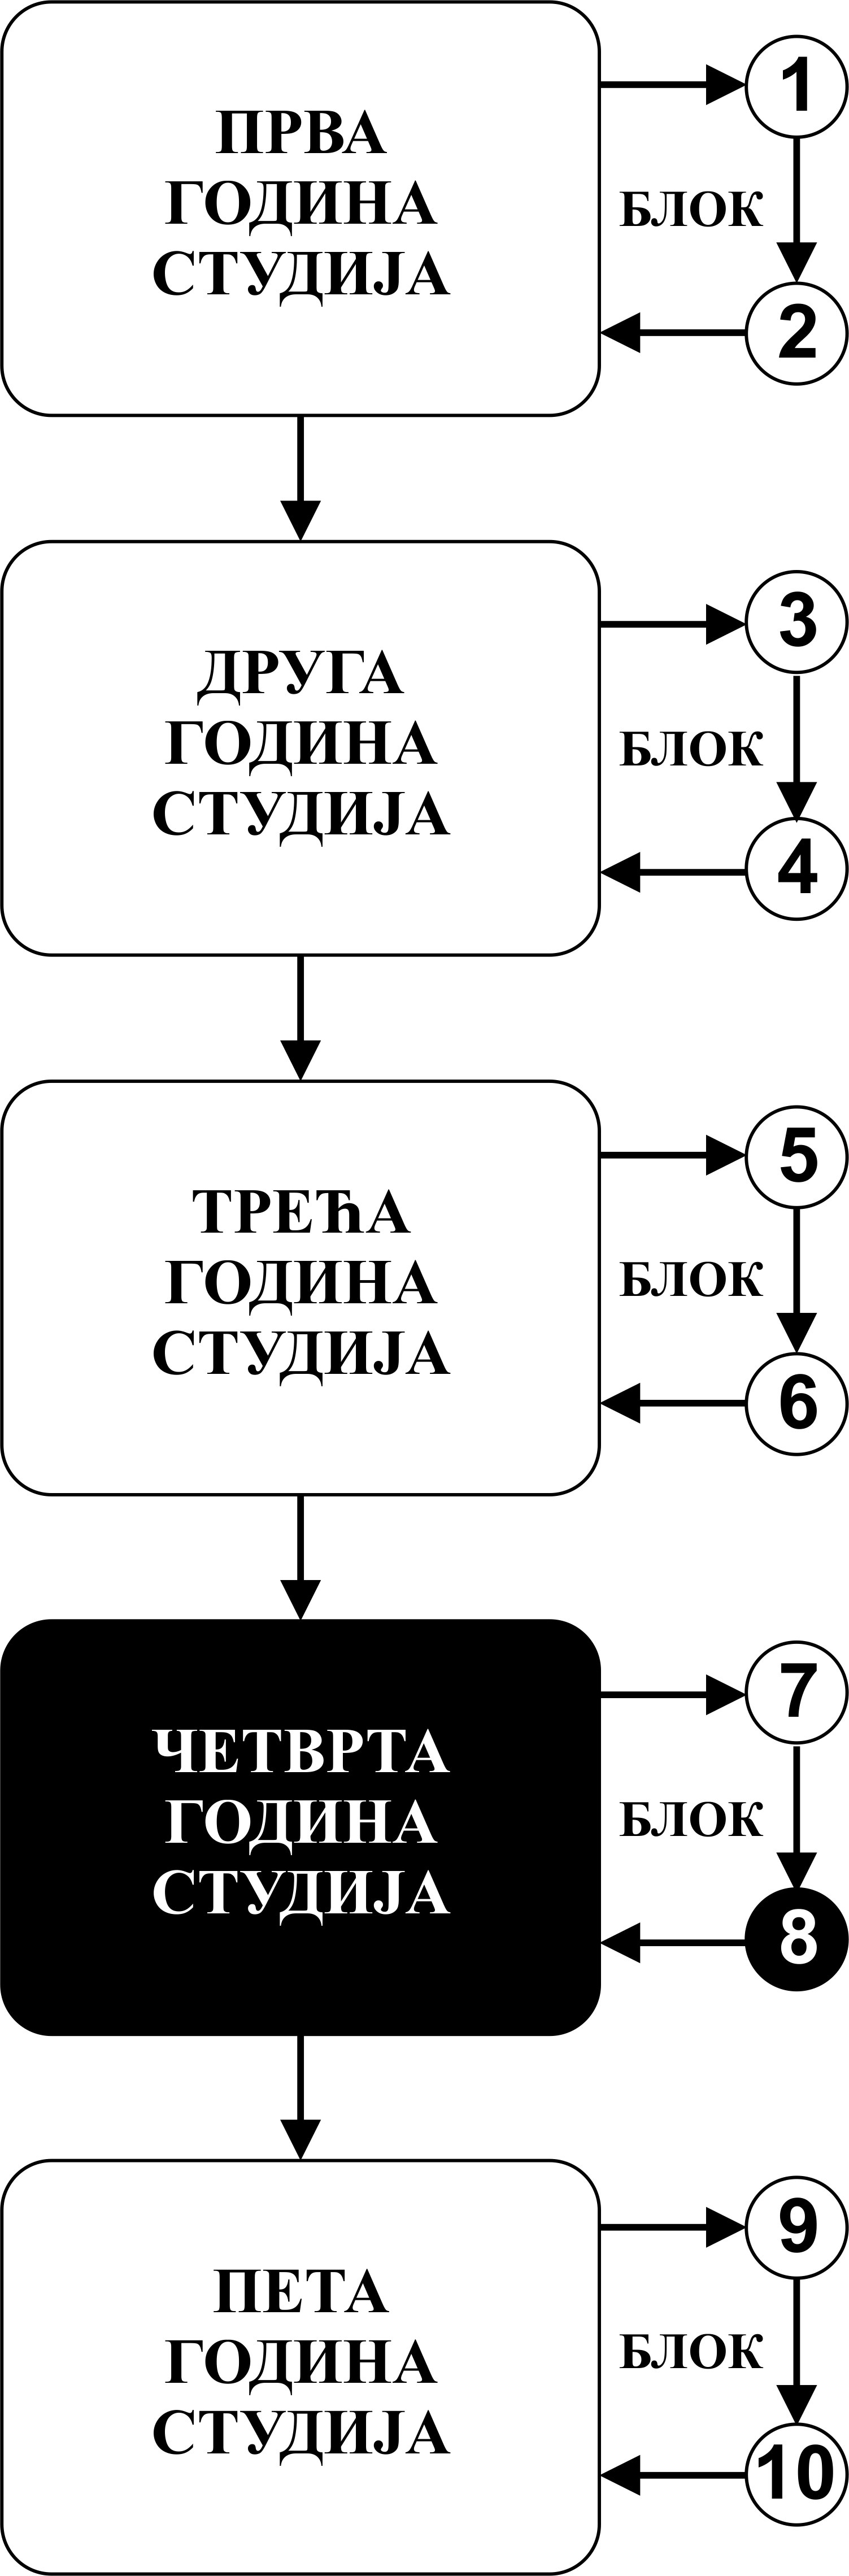 ПРВА
ГОДИНА
СТУДИЈА
1
БЛОК
2
ДРУГА
ГОДИНА
СТУДИЈА
3
БЛОК
4
ТРЕЋА
ГОДИНА
СТУДИЈА
5
БЛОК
6
ЧЕТВРТА
ГОДИНА
СТУДИЈА
7
БЛОК
8
ПЕТА
ГОДИНА
СТУДИЈА
9
БЛОК
10